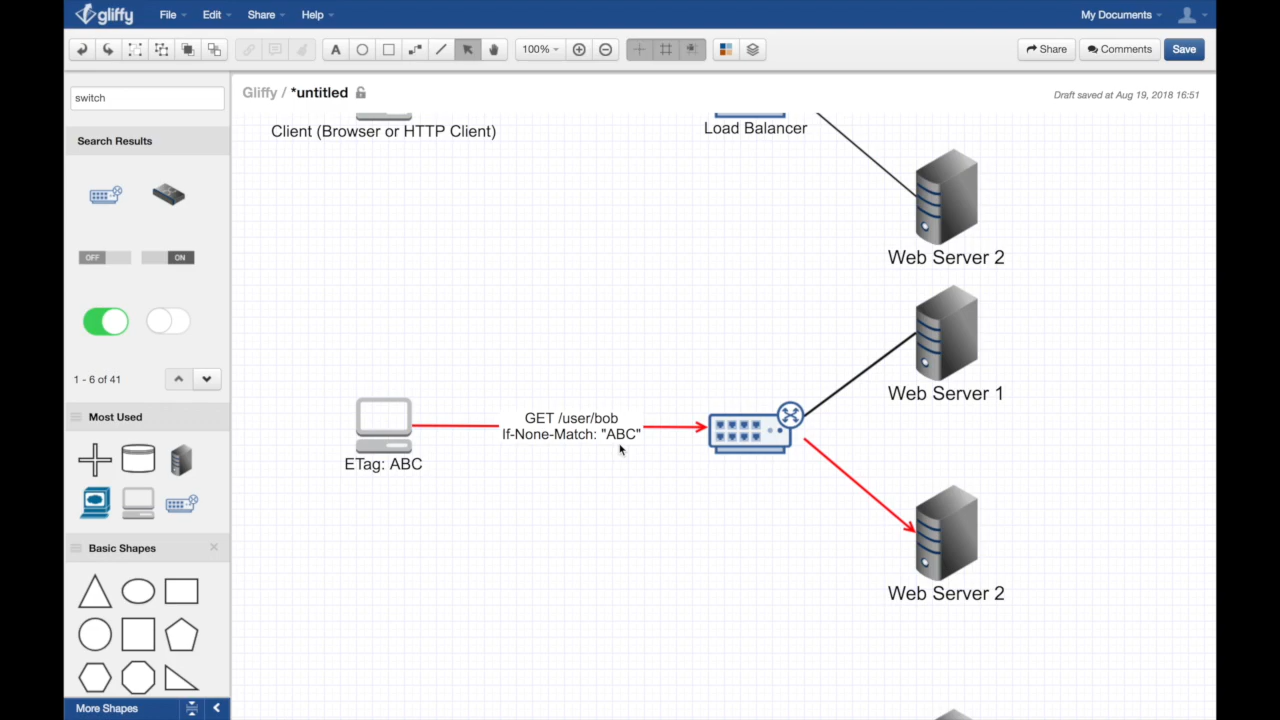 gliffy File Edit Share Help My Documents
A 100% Share Comments Save
switch
Gliffy / *untitled
Draft saved at Aug 19, 2018 16:51
Search Results
OFF ON
1 - 6 of 41
Most Used
Basic Shapes
More Shapes
Client (Browser or HTTP Client)
Load Balancer
Web Server 2
Web Server 1
GET /user/bob
If-None-Match: "ABC"
ETag: ABC
Web Server 2